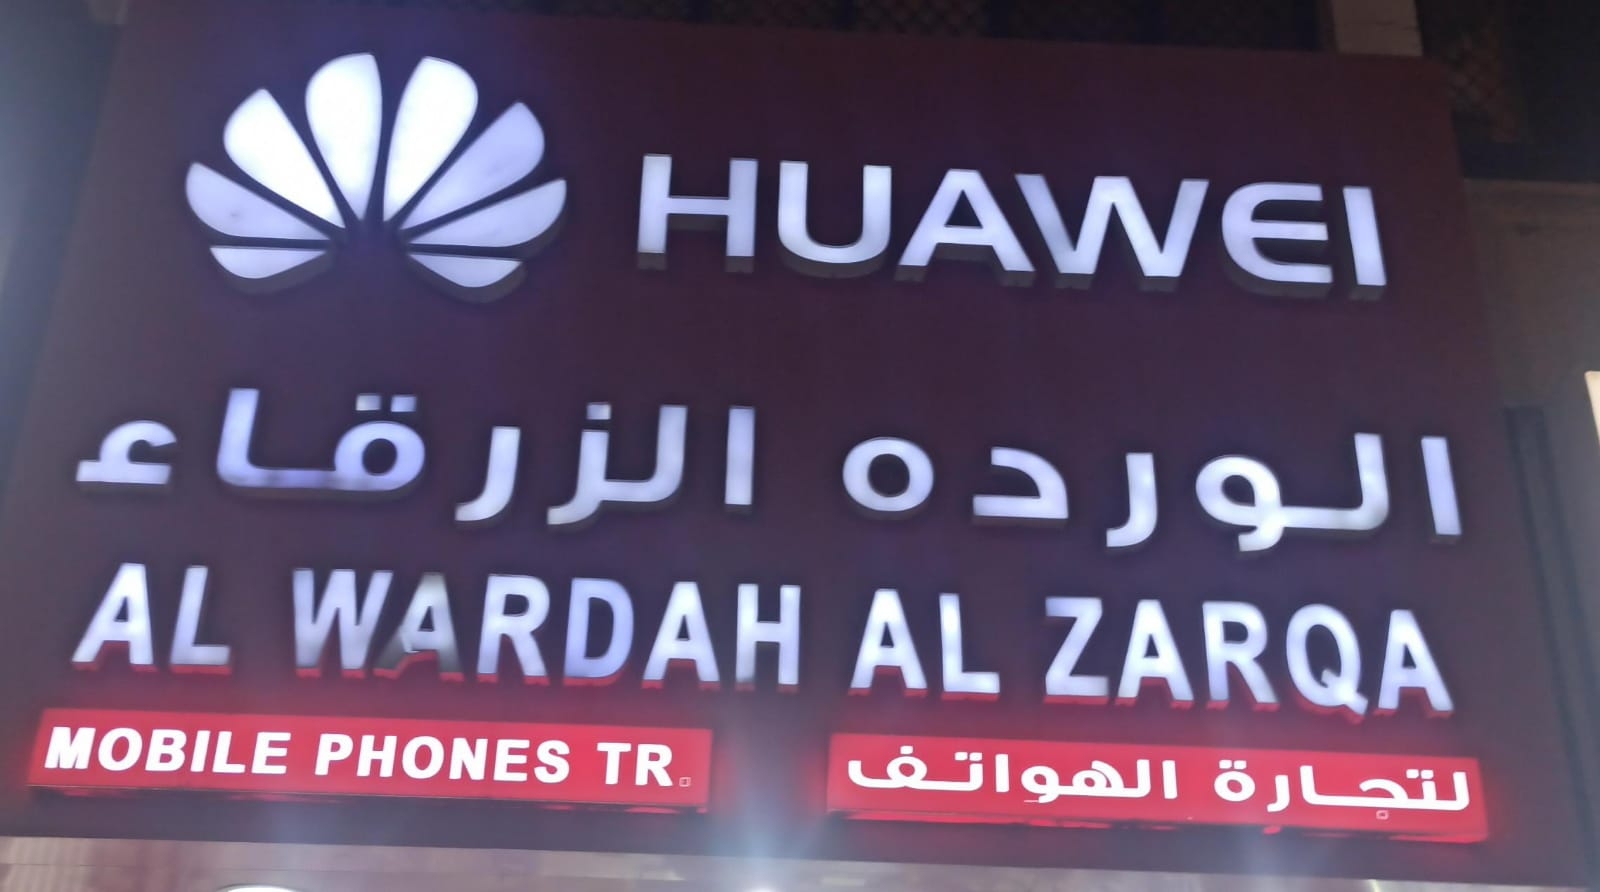 HUAWEI
الورده الزرقاء
AL WARDAH AL ZARQA
MOBILE PHONES TR.
لتجارة الهواتف